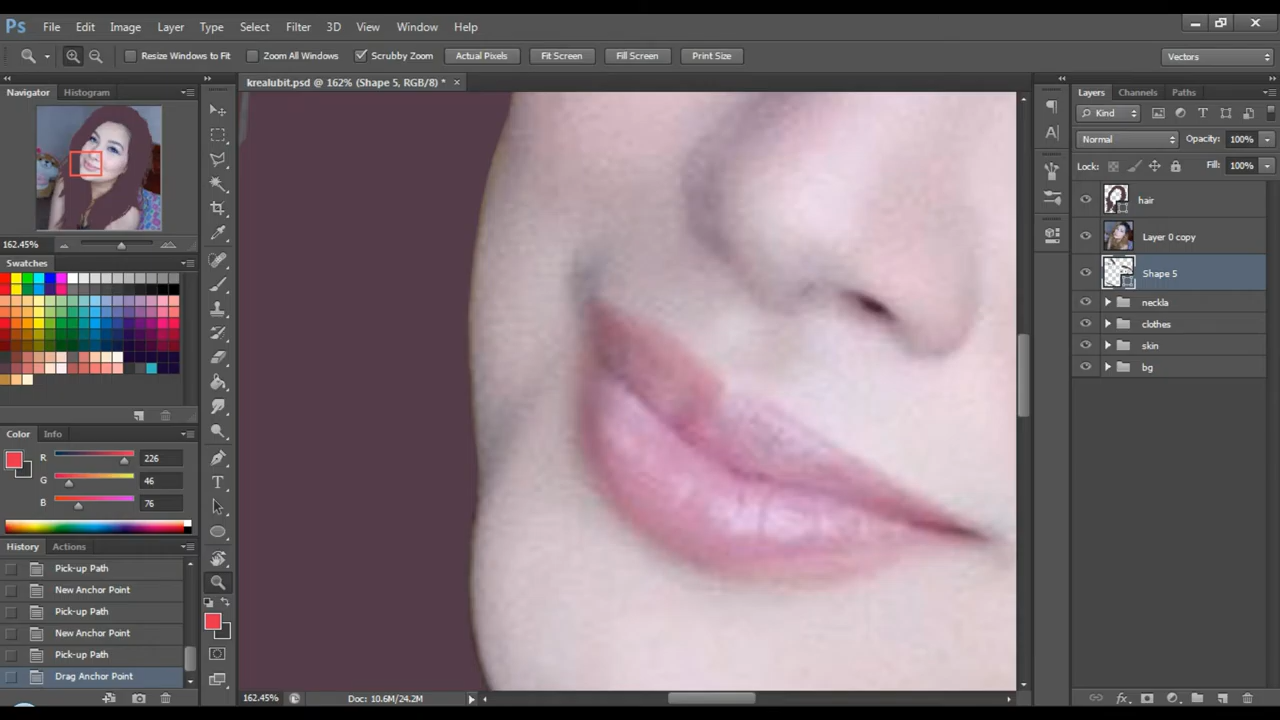 Ps File Edit Image Layer Type Select Filter 3D View Window Help
Resize Windows to Fit Zoom All Windows Scrubby Zoom Actual Pixels Fit Screen Fill Screen Print Size Vectors
Navigator Histogram
krealubit.psd @ 162% (Shape 5, RGB/8) *
Layers Channels Paths
Kind
Normal Opacity: 100%
Lock: Fill: 100%
hair
Layer 0 copy
Shape 5
neckla
clothes
skin
bg
162.45%
Swatches
Color Info
R 226
G 46
B 76
History Actions
Pick-up Path
New Anchor Point
Pick-up Path
New Anchor Point
Pick-up Path
Drag Anchor Point
162.45% Doc: 10.6M/24.2M